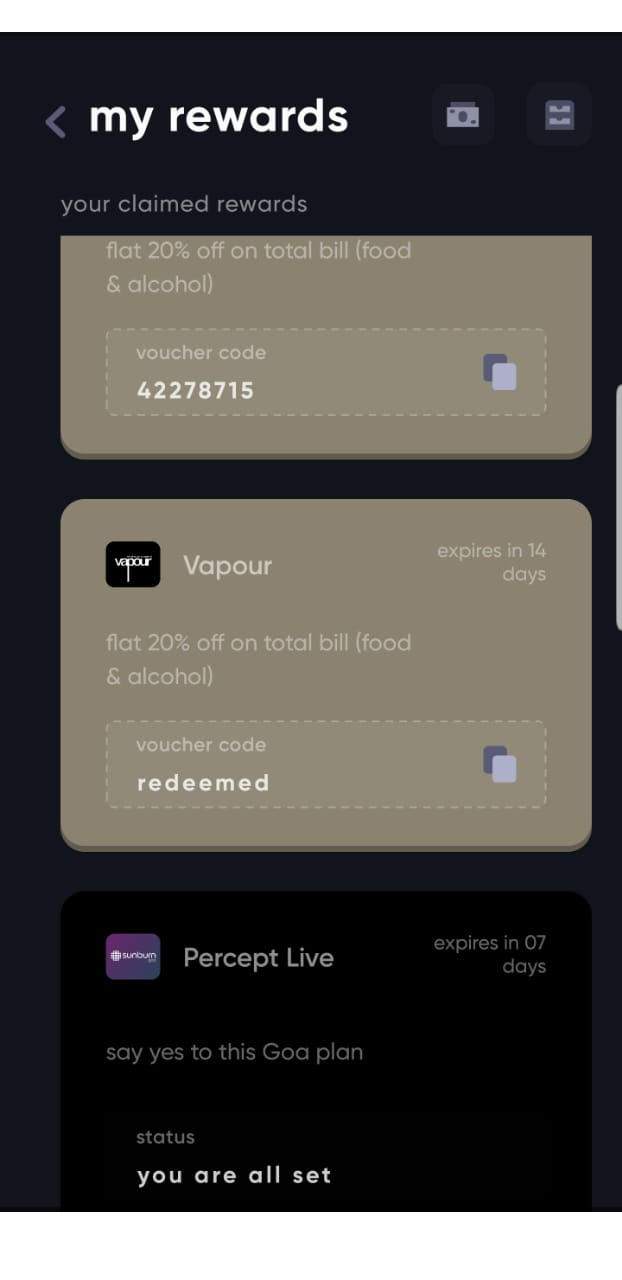 my rewards
your claimed rewards
flat 20% off on total bill (food
& alcohol)
voucher code
42278715
vapour
Vapour
expires in 14
days
flat 20% off on total bill (food
& alcohol)
voucher code
redeemed
sunburn
Percept Live
expires in 07
days
say yes to this Goa plan
status
you are all set